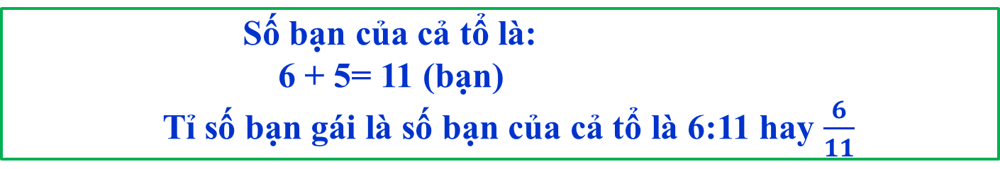 Số bạn của cả tổ là:
6 + 5= 11 (bạn)
Tỉ số bạn gái là số bạn của cả tổ là 6:11 hay 6/11